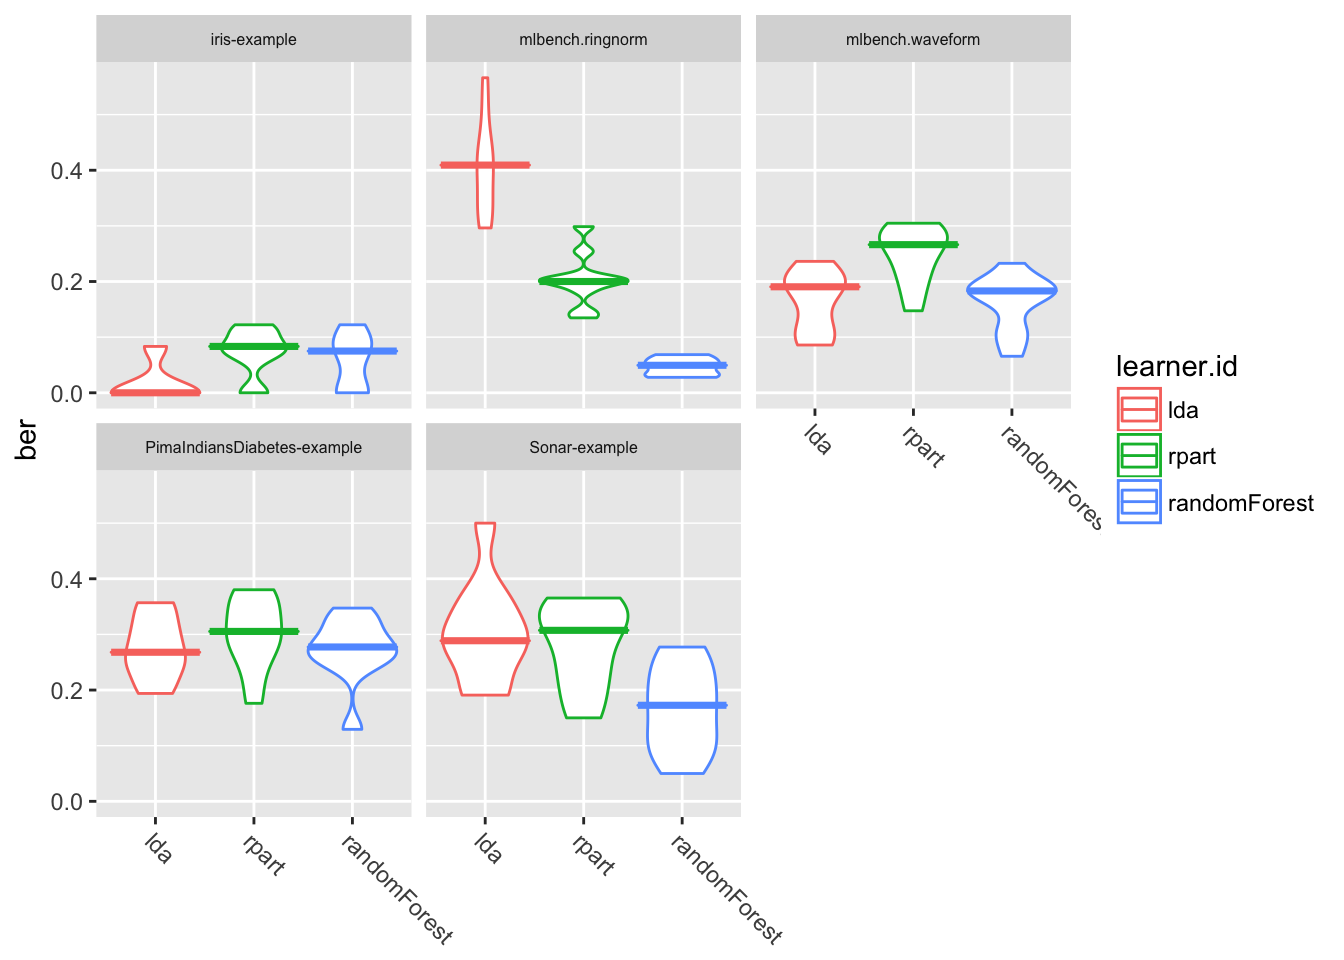 iris-example
mlbench.ringnorm
mlbench.waveform
0.4
0.2
0.0
ber
lda
rpart
randomFores
learner.id
lda
rpart
randomForest
PimaIndiansDiabetes-example
Sonar-example
0.4
0.2
0.0
lda
rpart
randomForest
lda
rpart
randomForest